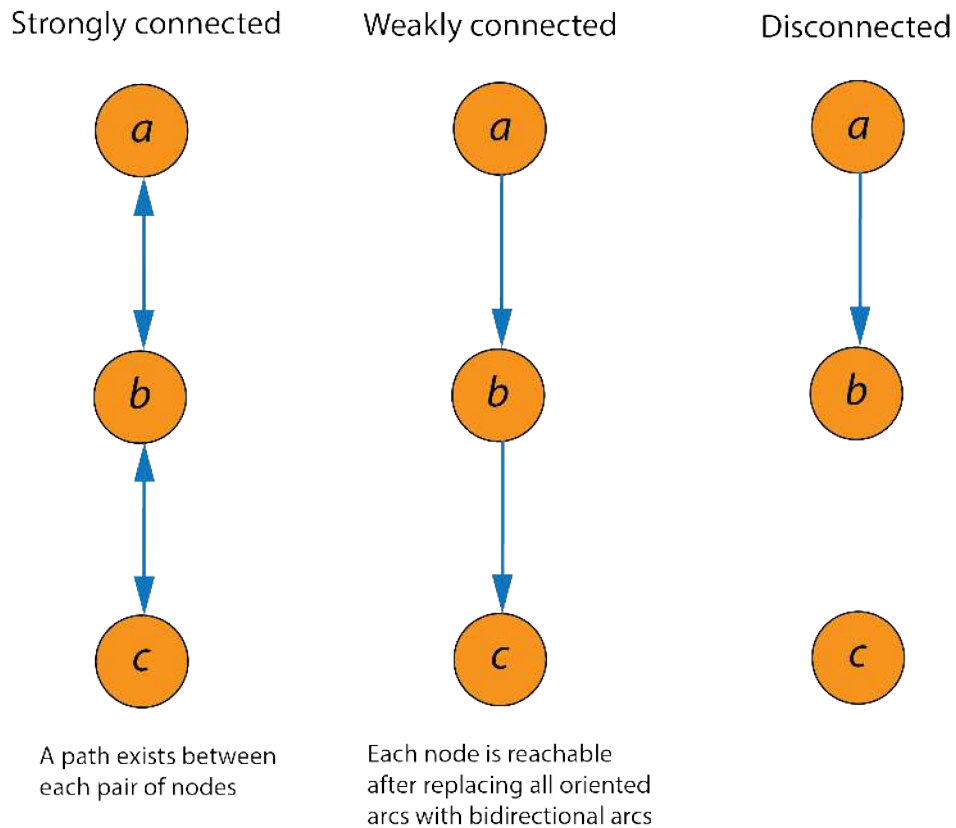 Strongly connected
Weakly connected
Disconnected
a
a
a
b
b
b
c
c
c
A path exists between
each pair of nodes
Each node is reachable
after replacing all oriented
arcs with bidirectional arcs